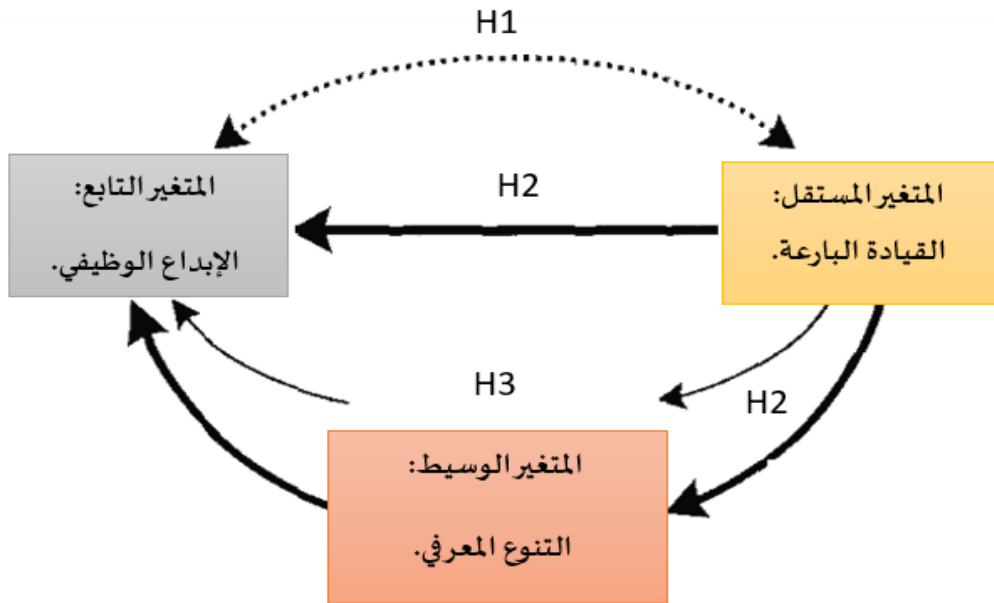 H1
المتغير المستقل:
القيادة البارعة.
H2
المتغير التابع:
الإبداع الوظيفي.
H3
H2
المتغير الوسيط:
التنوع المعرفي.